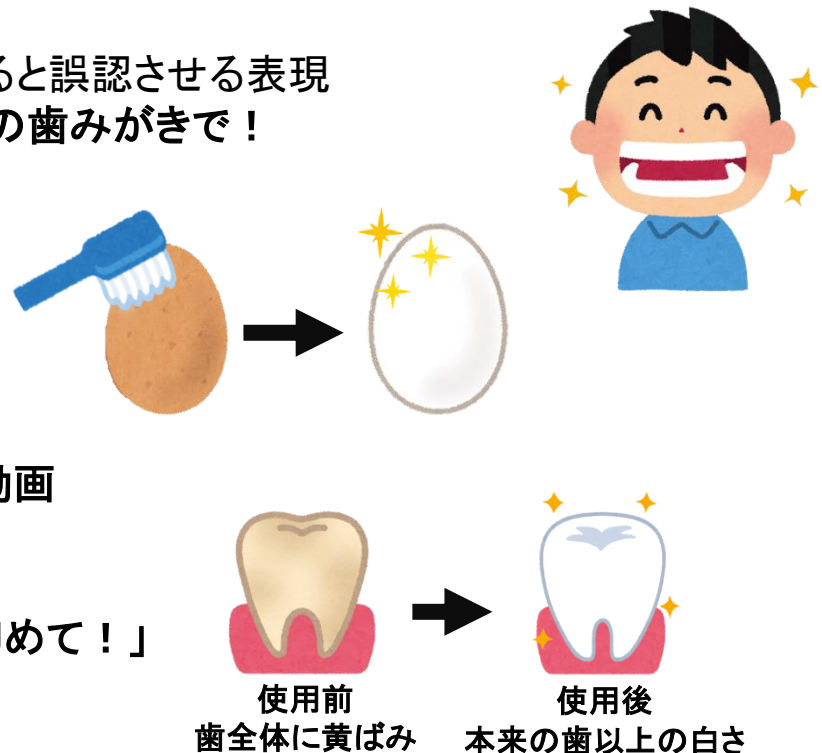 ると誤認させる表現
の歯みがきで！
動画
めて！」
使用前
歯全体に黄ばみ
使用後
本来の歯以上の白さ